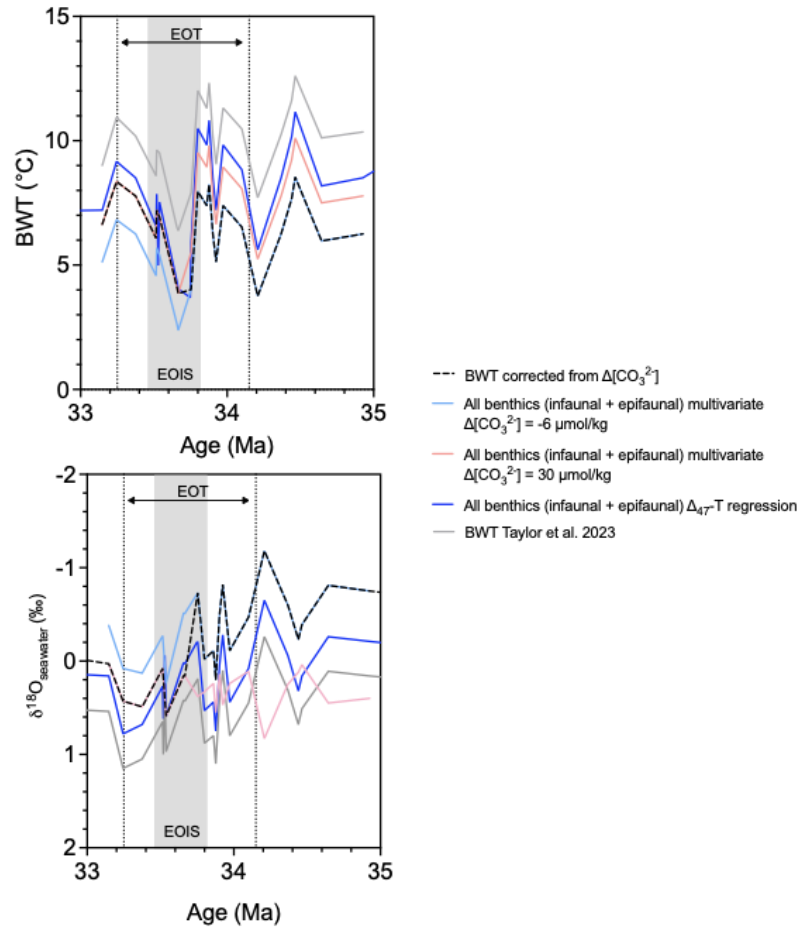 15
EOT
10
BWT (°C)
5
EOIS
0
33
34
35
Age (Ma)
BWT corrected from Δ[CO₃²⁻]
All benthics (infaunal + epifaunal) multivariate
Δ[CO₃²⁻] = -6 μmol/kg
All benthics (infaunal + epifaunal) multivariate
Δ[CO₃²⁻] = 30 μmol/kg
All benthics (infaunal + epifaunal) Δ₄₇-T regression
BWT Taylor et al. 2023
-2
EOT
-1
δ¹⁸Oseawater (‰)
0
1
EOIS
2
33
34
35
Age (Ma)